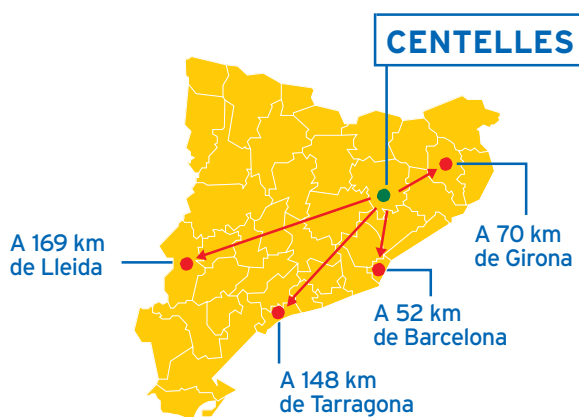 CENTELLES
A 70 km
de Girona
A 169 km
de Lleida
A 52 km
de Barcelona
A 148 km
de Tarragona